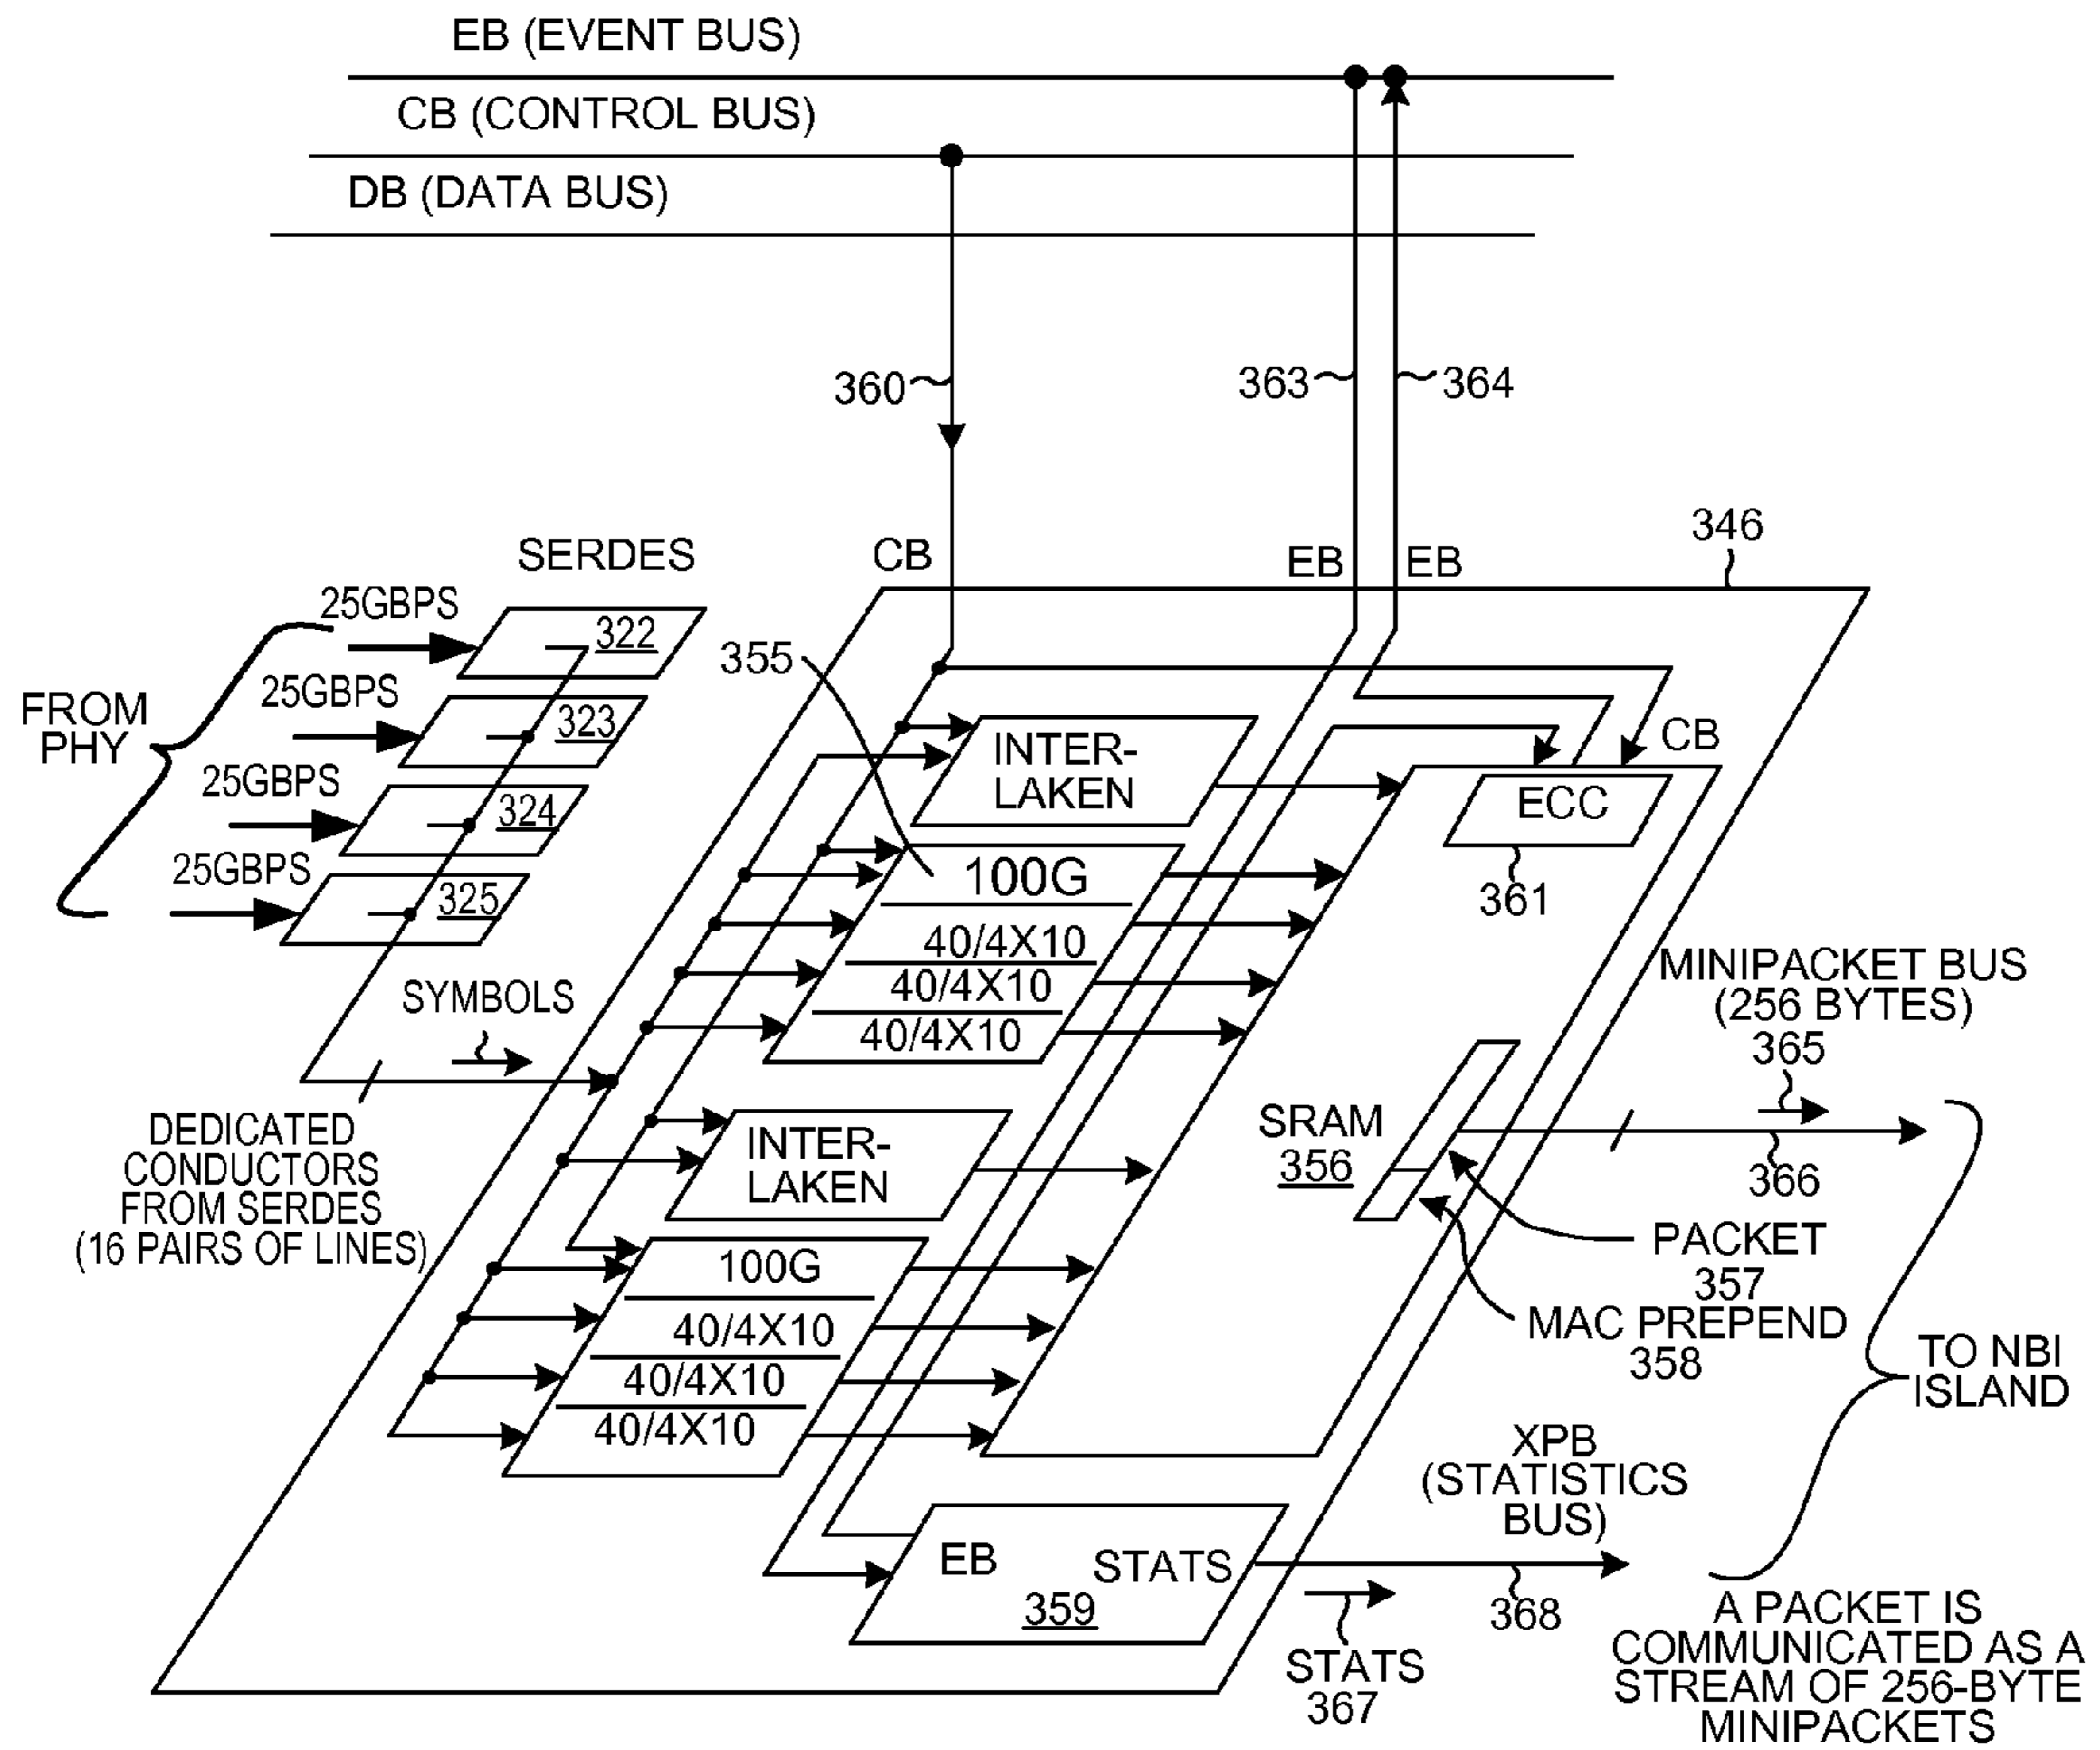 EB (EVENT BUS)
CB (CONTROL BUS)
DB (DATA BUS)
360
363
364
346
SERDES
CB
EB
EB
25GBPS
322
355
25GBPS
323
FROM
PHY
CB
INTER-
LAKEN
25GBPS
324
ECC
25GBPS
325
100G
361
40/4X10
40/4X10
40/4X10
SYMBOLS
MINIPACKET BUS
(256 BYTES)
365
DEDICATED
CONDUCTORS
FROM SERDES
(16 PAIRS OF LINES)
INTER-
LAKEN
SRAM
356
366
PACKET
357
MAC PREPEND
358
100G
40/4X10
40/4X10
40/4X10
TO NBI
ISLAND
XPB
(STATISTICS
BUS)
EB
STATS
359
368
STATS
367
A PACKET IS
COMMUNICATED AS A
STREAM OF 256-BYTE
MINIPACKETS